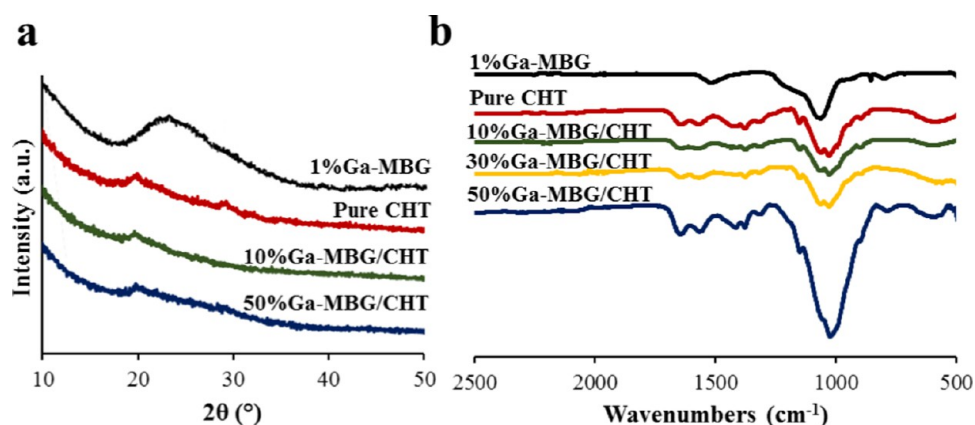 a
Intensity (a.u.)
1%Ga-MBG
Pure CHT
10%Ga-MBG/CHT
50%Ga-MBG/CHT
10 20 30 40 50
2θ (°)
b
1%Ga-MBG
Pure CHT
10%Ga-MBG/CHT
30%Ga-MBG/CHT
50%Ga-MBG/CHT
2500 2000 1500 1000 500
Wavenumbers (cm⁻¹)